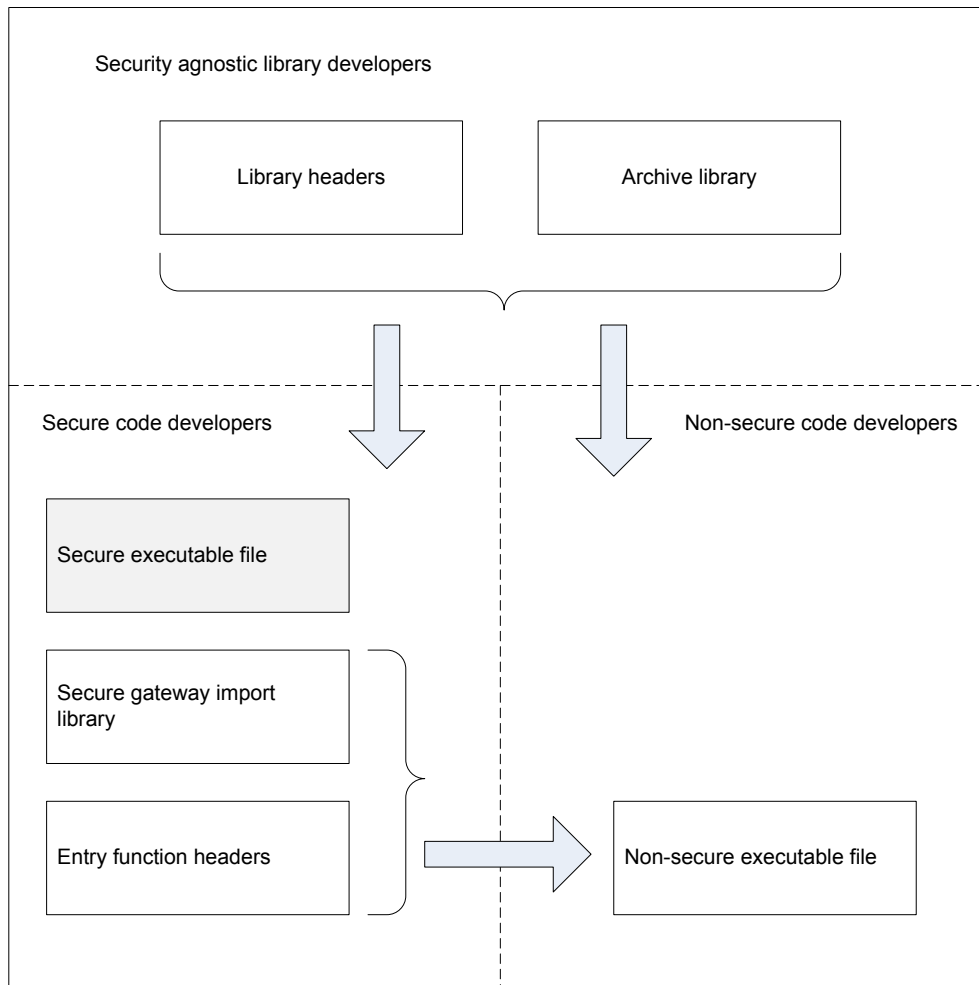 Security agnostic library developers
Library headers
Archive library
Secure code developers
Non-secure code developers
Secure executable file
Secure gateway import
library
Entry function headers
Non-secure executable file